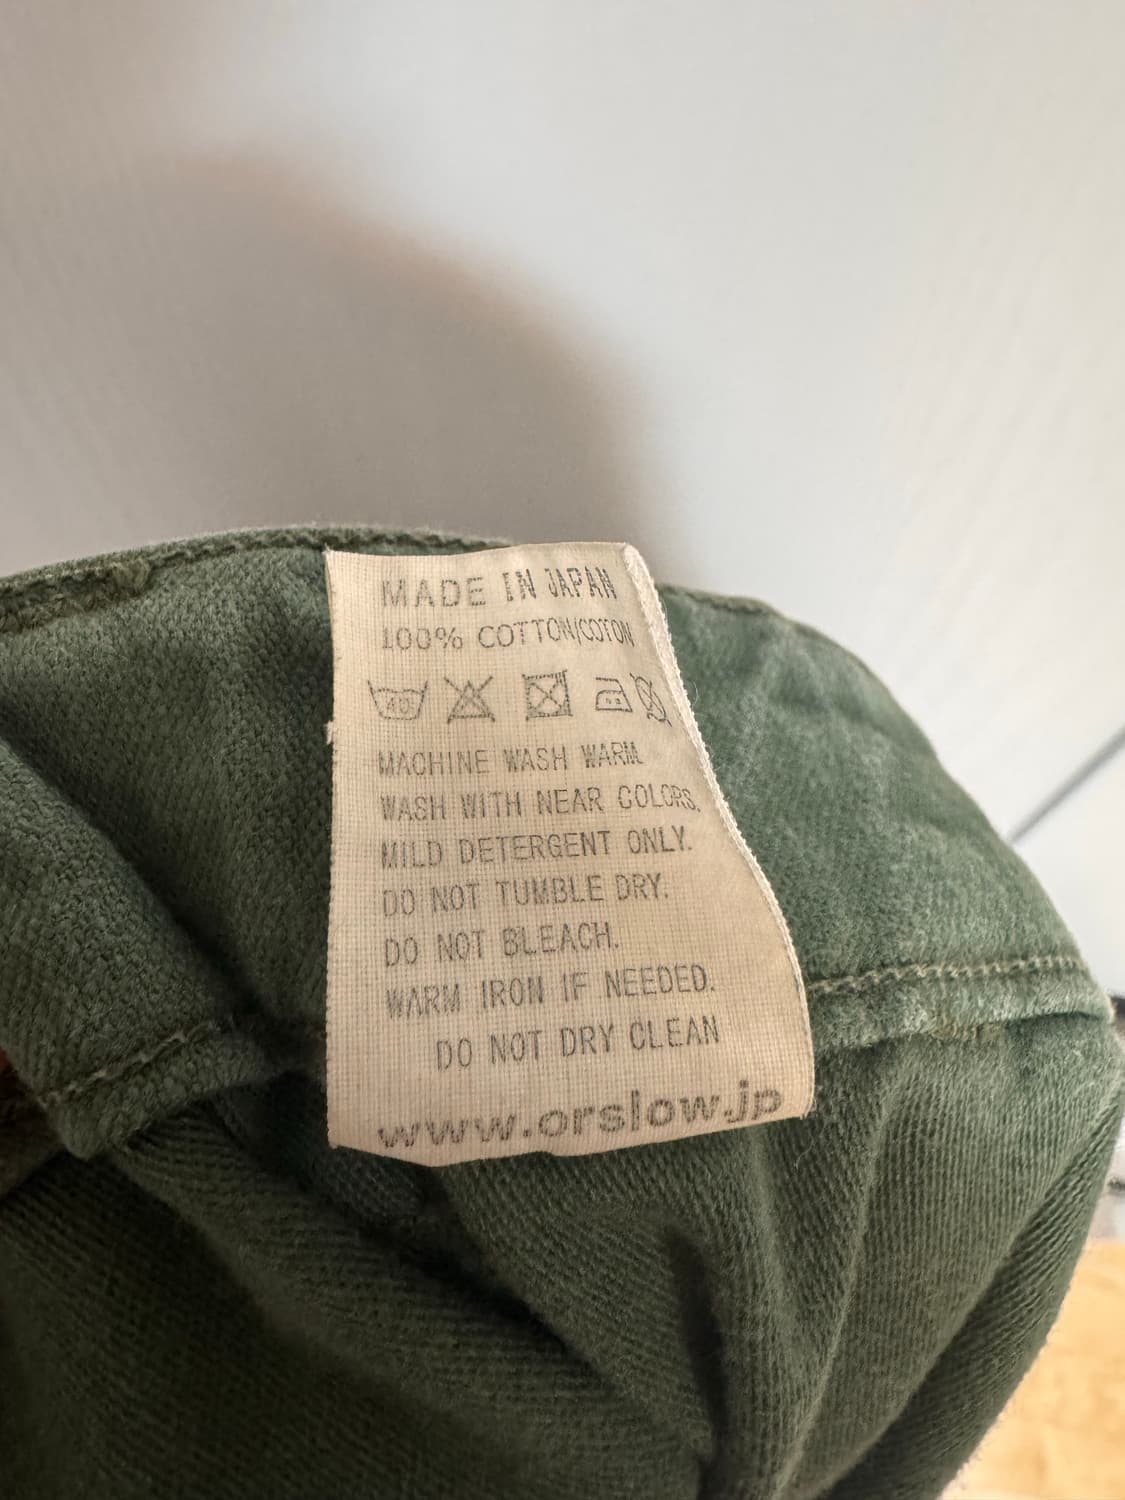 MADE IN JAPAN
100% COTTON/COTON
40
MACHINE WASH WARM.
WASH WITH NEAR COLORS.
MILD DETERGENT ONLY.
DO NOT TUMBLE DRY.
DO NOT BLEACH.
WARM IRON IF NEEDED.
DO NOT DRY CLEAN
www.orslow.jp